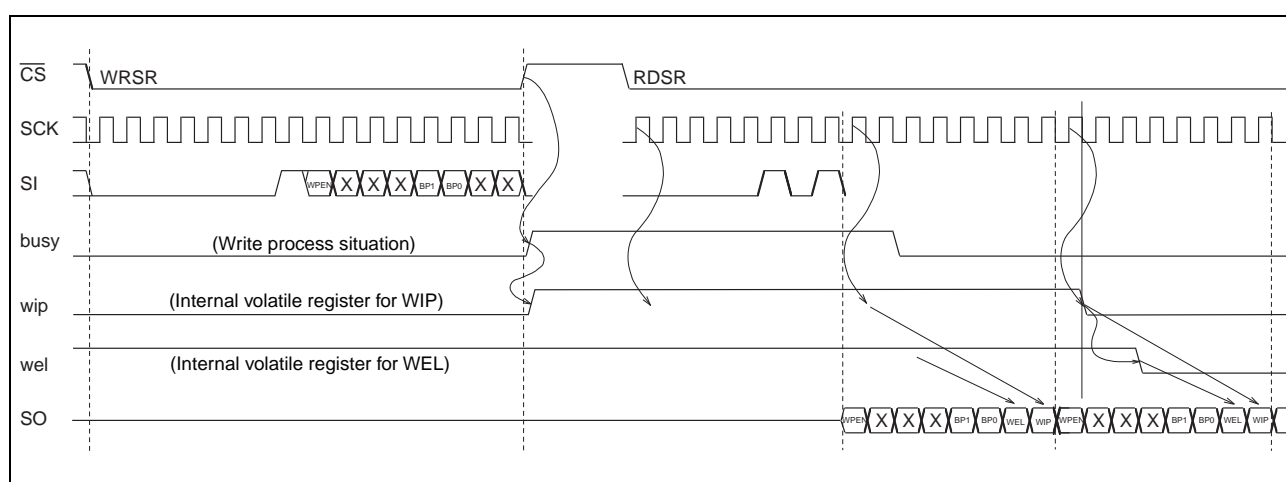 CS WRSR RDSR
SCK
SI WPEN X X X BP1 BP0 X X
busy (Write process situation)
wip (Internal volatile register for WIP)
wel (Internal volatile register for WEL)
SO WPEN X X X BP1 BP0 WEL WIP WPEN X X X BP1 BP0 WEL WIP